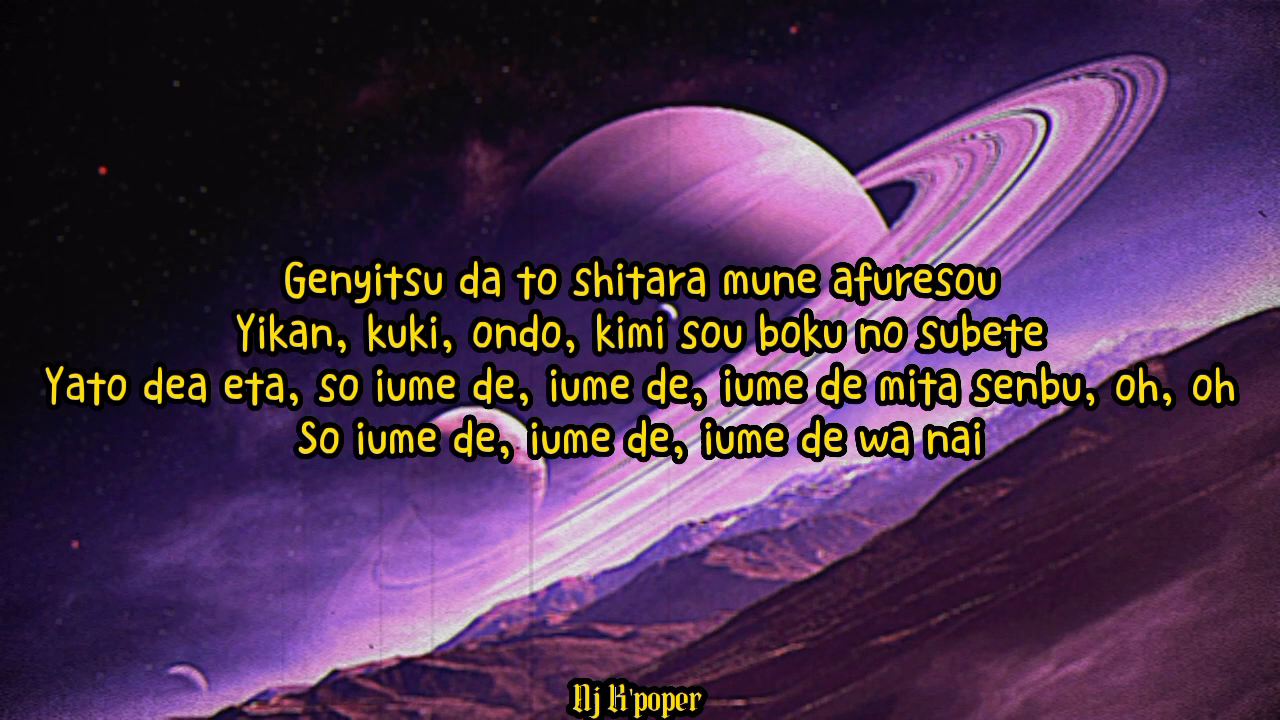 Genyitsu da to shitara mune afuresou
Yikan, kuki, ondo, kimi sou boku no subete
Yato dea eta, so iume de, iume de, iume de mita senbu, oh, oh
So iume de, iume de, iume de wa nai
Nj K'poper